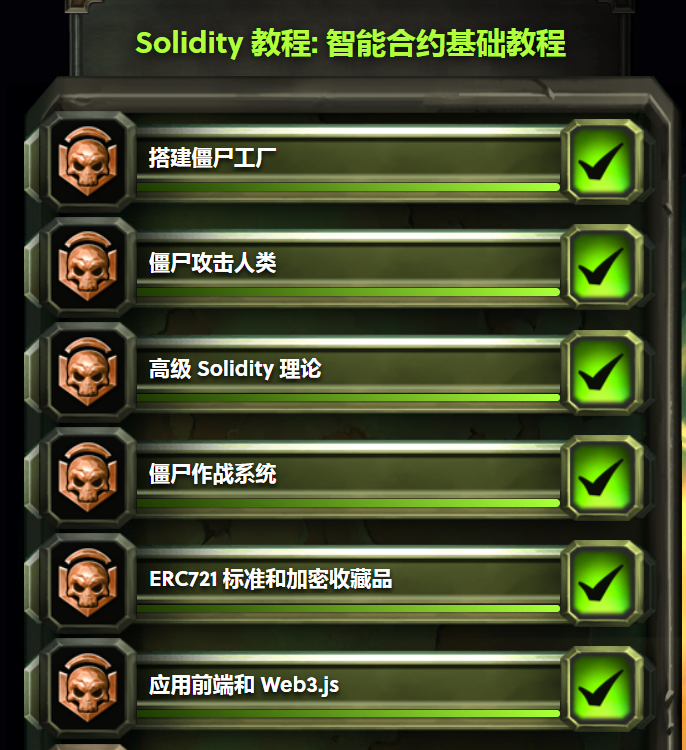 Solidity 教程: 智能合约基础教程
搭建僵尸工厂
僵尸攻击人类
高级 Solidity 理论
僵尸作战系统
ERC721 标准和加密收藏品
应用前端和 Web3.js